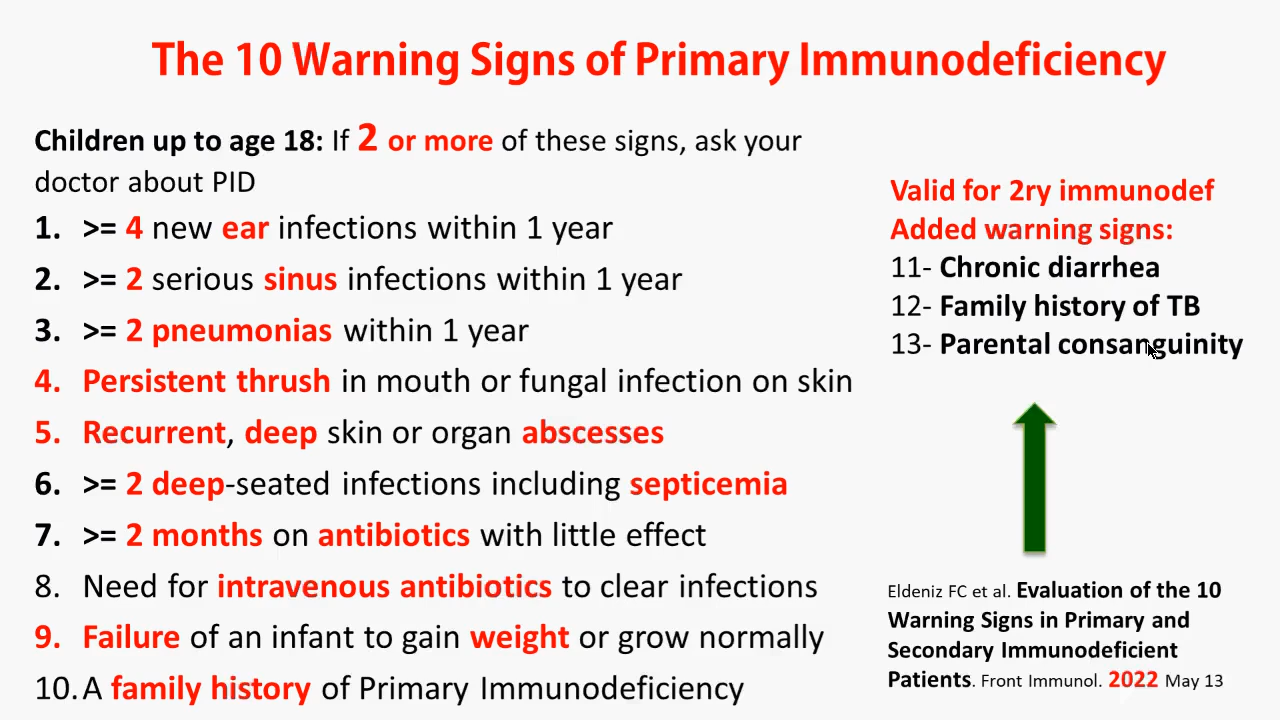 The 10 Warning Signs of Primary Immunodeficiency
Children up to age 18: If 2 or more of these signs, ask your
doctor about PID
1. >= 4 new ear infections within 1 year
2. >= 2 serious sinus infections within 1 year
3. >= 2 pneumonias within 1 year
4. Persistent thrush in mouth or fungal infection on skin
5. Recurrent, deep skin or organ abscesses
6. >= 2 deep-seated infections including septicemia
7. >= 2 months on antibiotics with little effect
8. Need for intravenous antibiotics to clear infections
9. Failure of an infant to gain weight or grow normally
10. A family history of Primary Immunodeficiency
Valid for 2ry immunodef
Added warning signs:
11- Chronic diarrhea
12- Family history of TB
13- Parental consanguinity
Eldeniz FC et al. Evaluation of the 10
Warning Signs in Primary and
Secondary Immunodeficient
Patients. Front Immunol. 2022 May 13